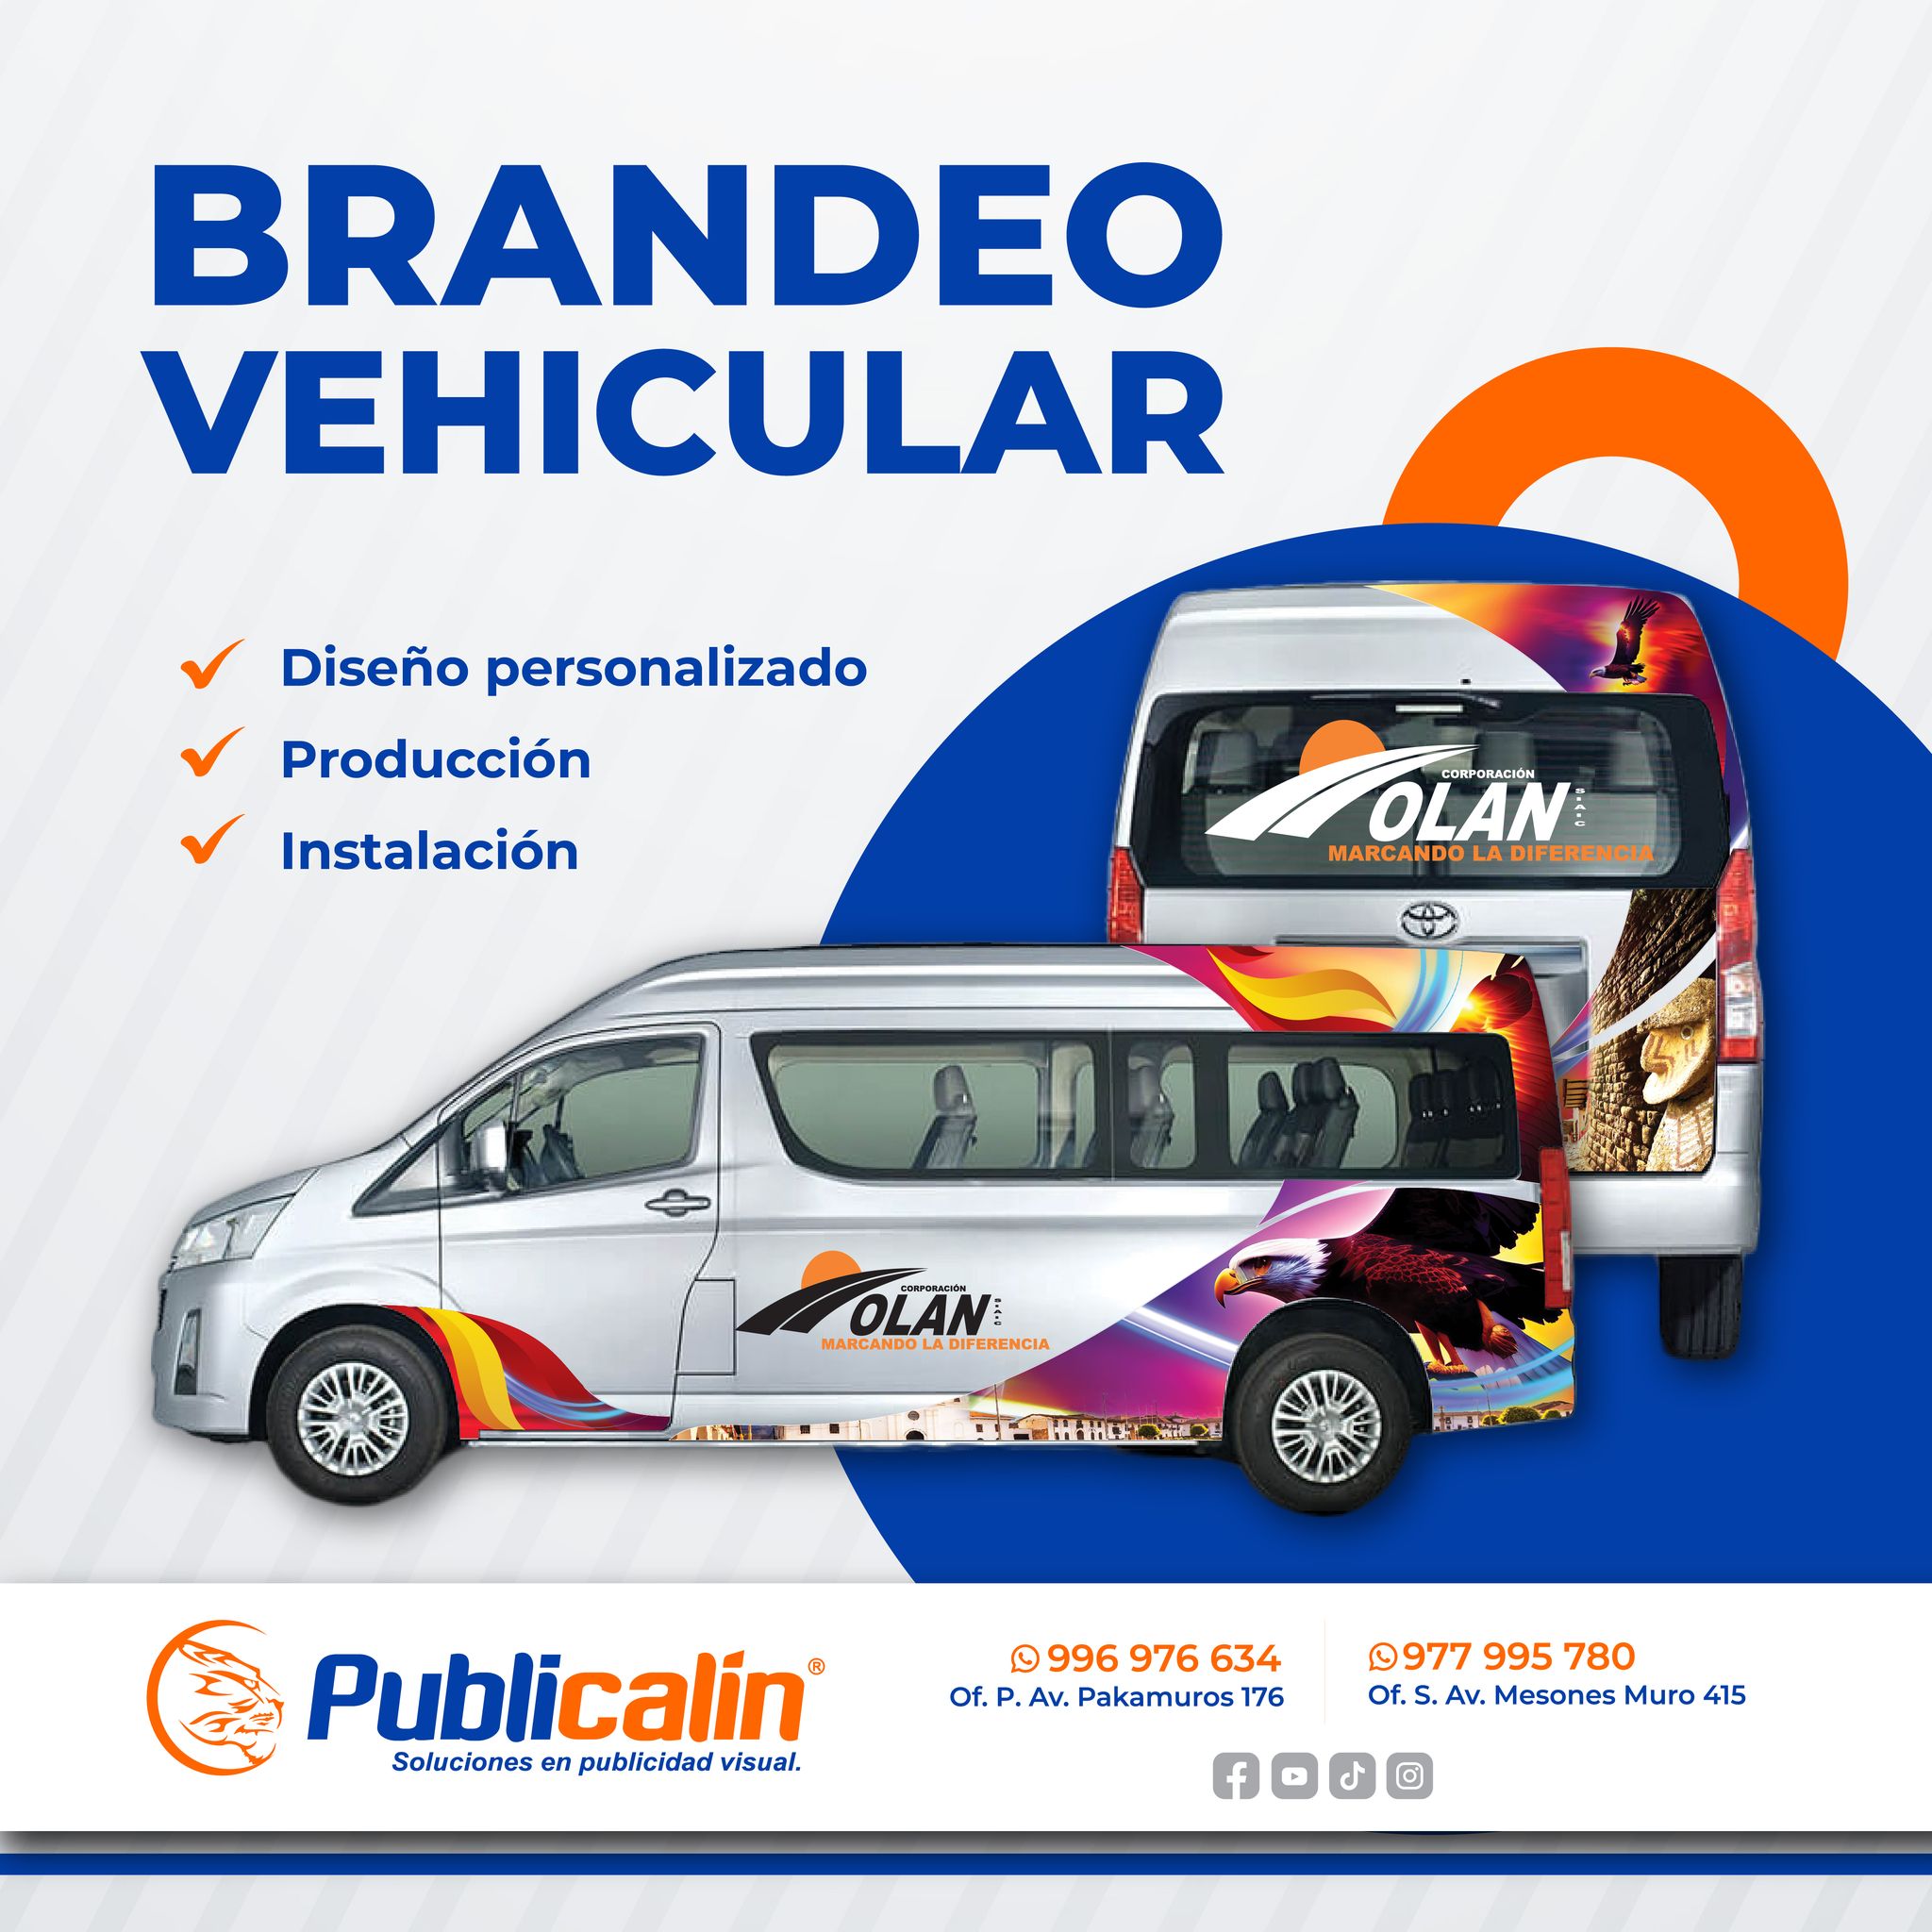 BRANDEO
VEHICULAR
Diseño personalizado
Producción
Instalación
CORPORACIÓN
OLAN S.A.C
MARCANDO LA DIFERENCIA
CORPORACIÓN
OLAN S.A.C
MARCANDO LA DIFERENCIA
Publicalín®
Soluciones en publicidad visual.
996 976 634
Of. P. Av. Pakamuros 176
977 995 780
Of. S. Av. Mesones Muro 415